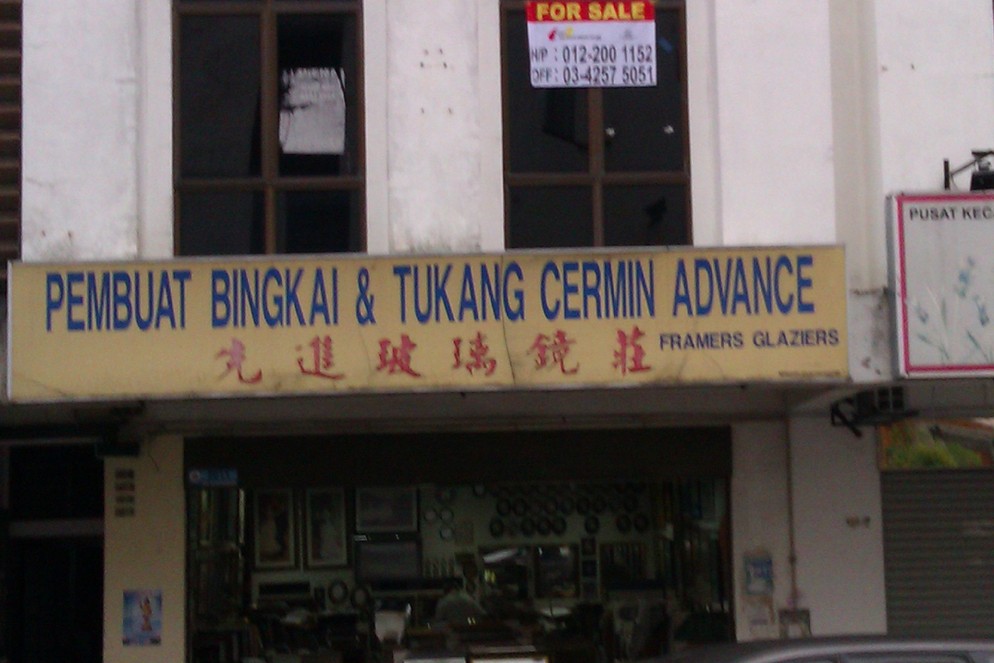 FOR SALE
H/P : 012-200 1152
OFF : 03-4257 5051
PUSAT KEC
PEMBUAT BINGKAI & TUKANG CERMIN ADVANCE
先進玻璃鏡莊
FRAMERS GLAZIERS